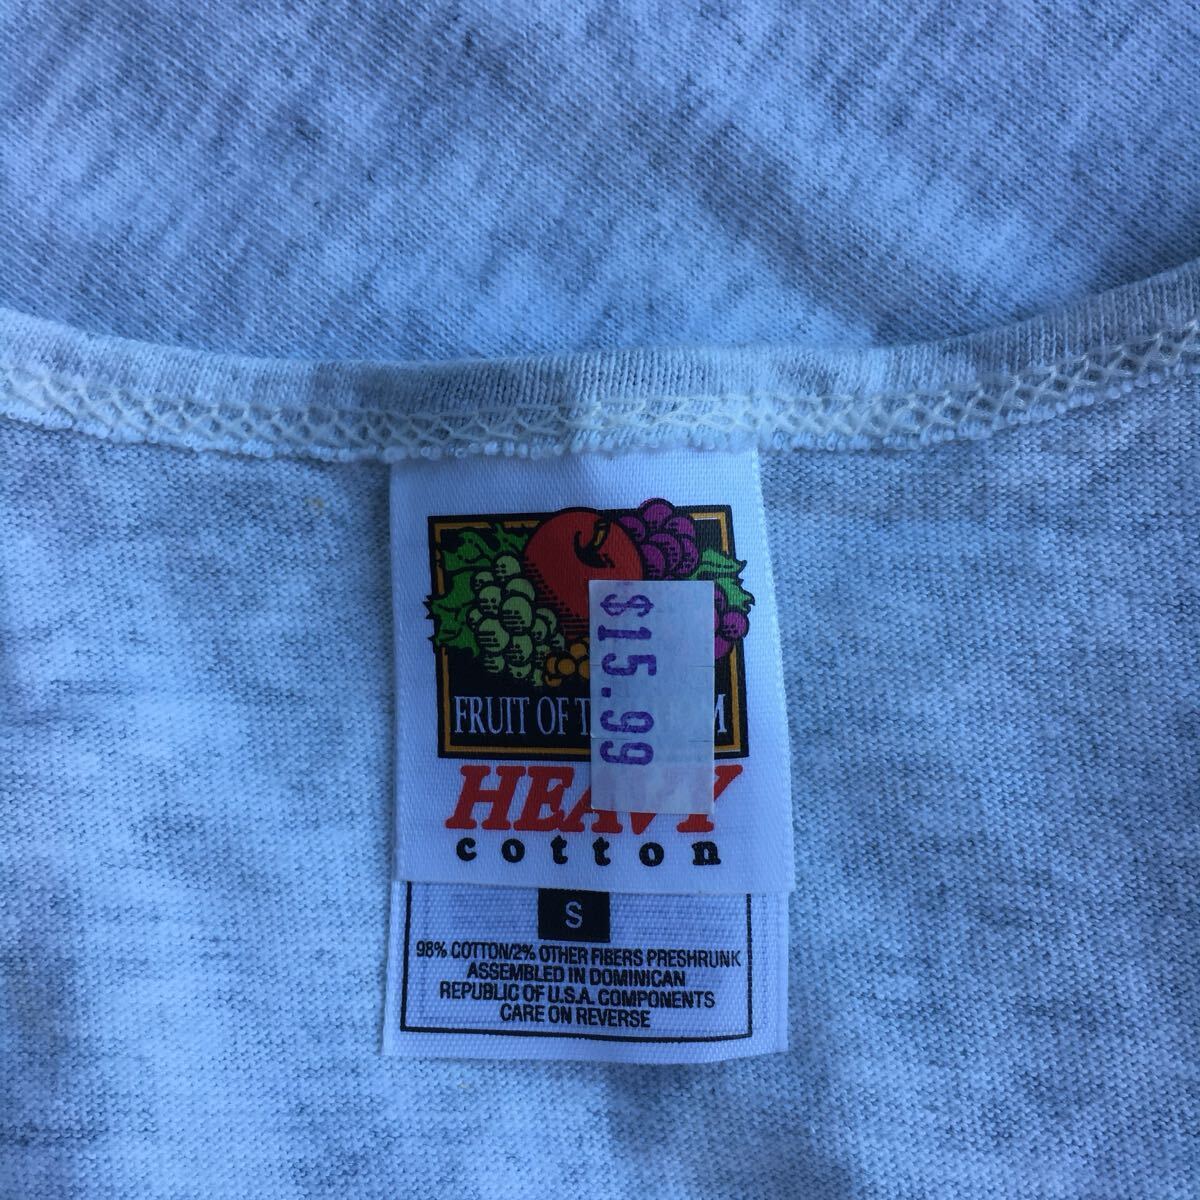 $15.99
FRUIT OF T M
HEAVY
cotton
S
98% COTTON/2% OTHER FIBERS PRESHRUNK
ASSEMBLED IN DOMINICAN
REPUBLIC OF U.S.A. COMPONENTS
CARE ON REVERSE